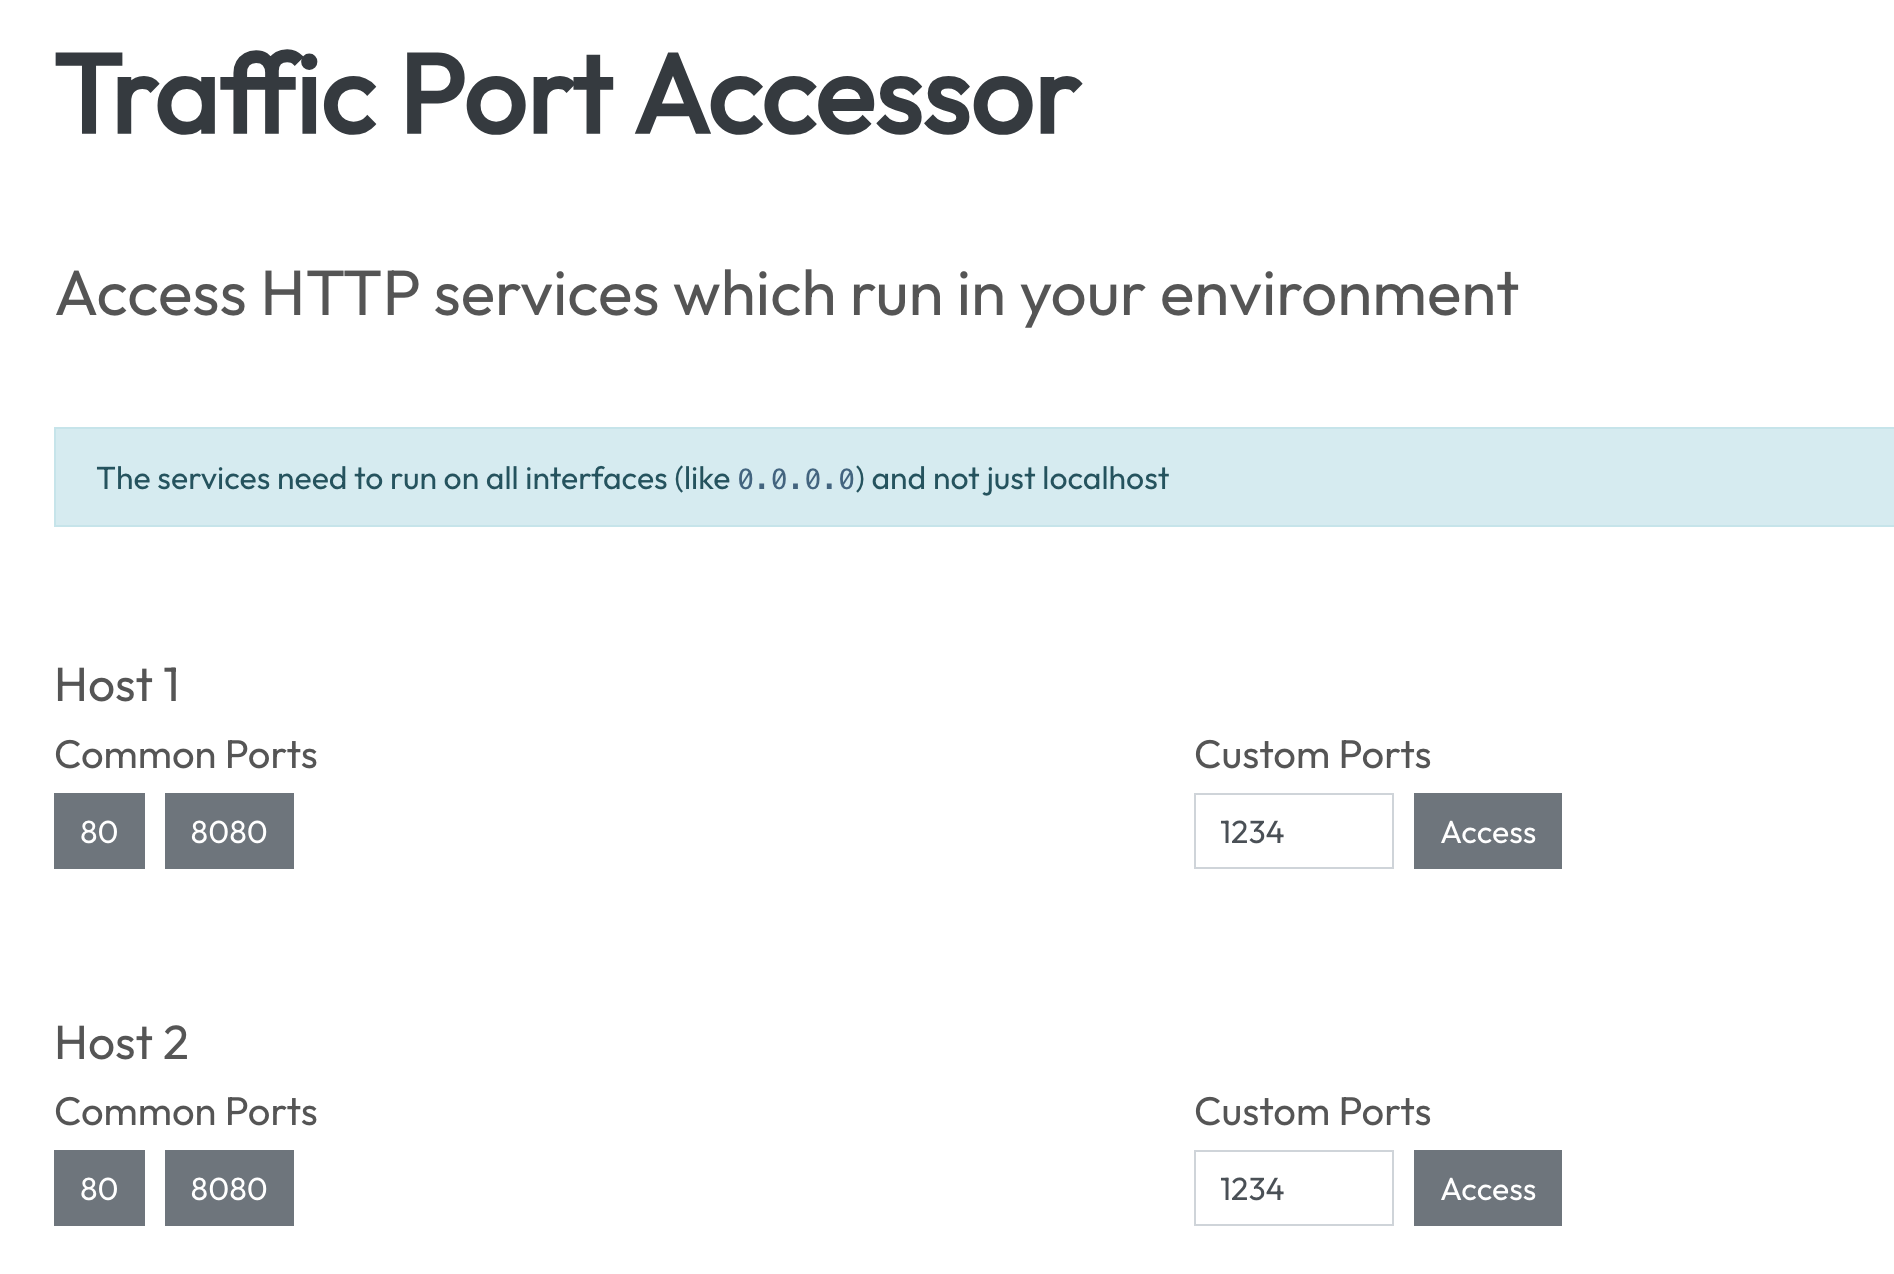 Traffic Port Accessor
Access HTTP services which run in your environment
The services need to run on all interfaces (like 0.0.0.0) and not just localhost
Host 1
Common Ports
80 8080
Custom Ports
1234 Access
Host 2
Common Ports
80 8080
Custom Ports
1234 Access